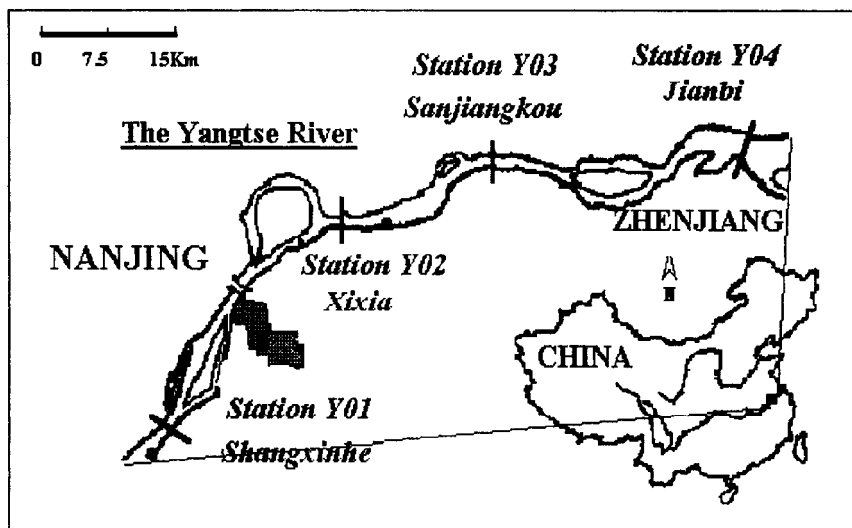 0 7.5 15Km
Station Y03
Sanjiangkou
Station Y04
Jianbi
The Yangtse River
ZHENJIANG
NANJING
Station Y02
Xixia
N
CHINA
Station Y01
Shangxinhe